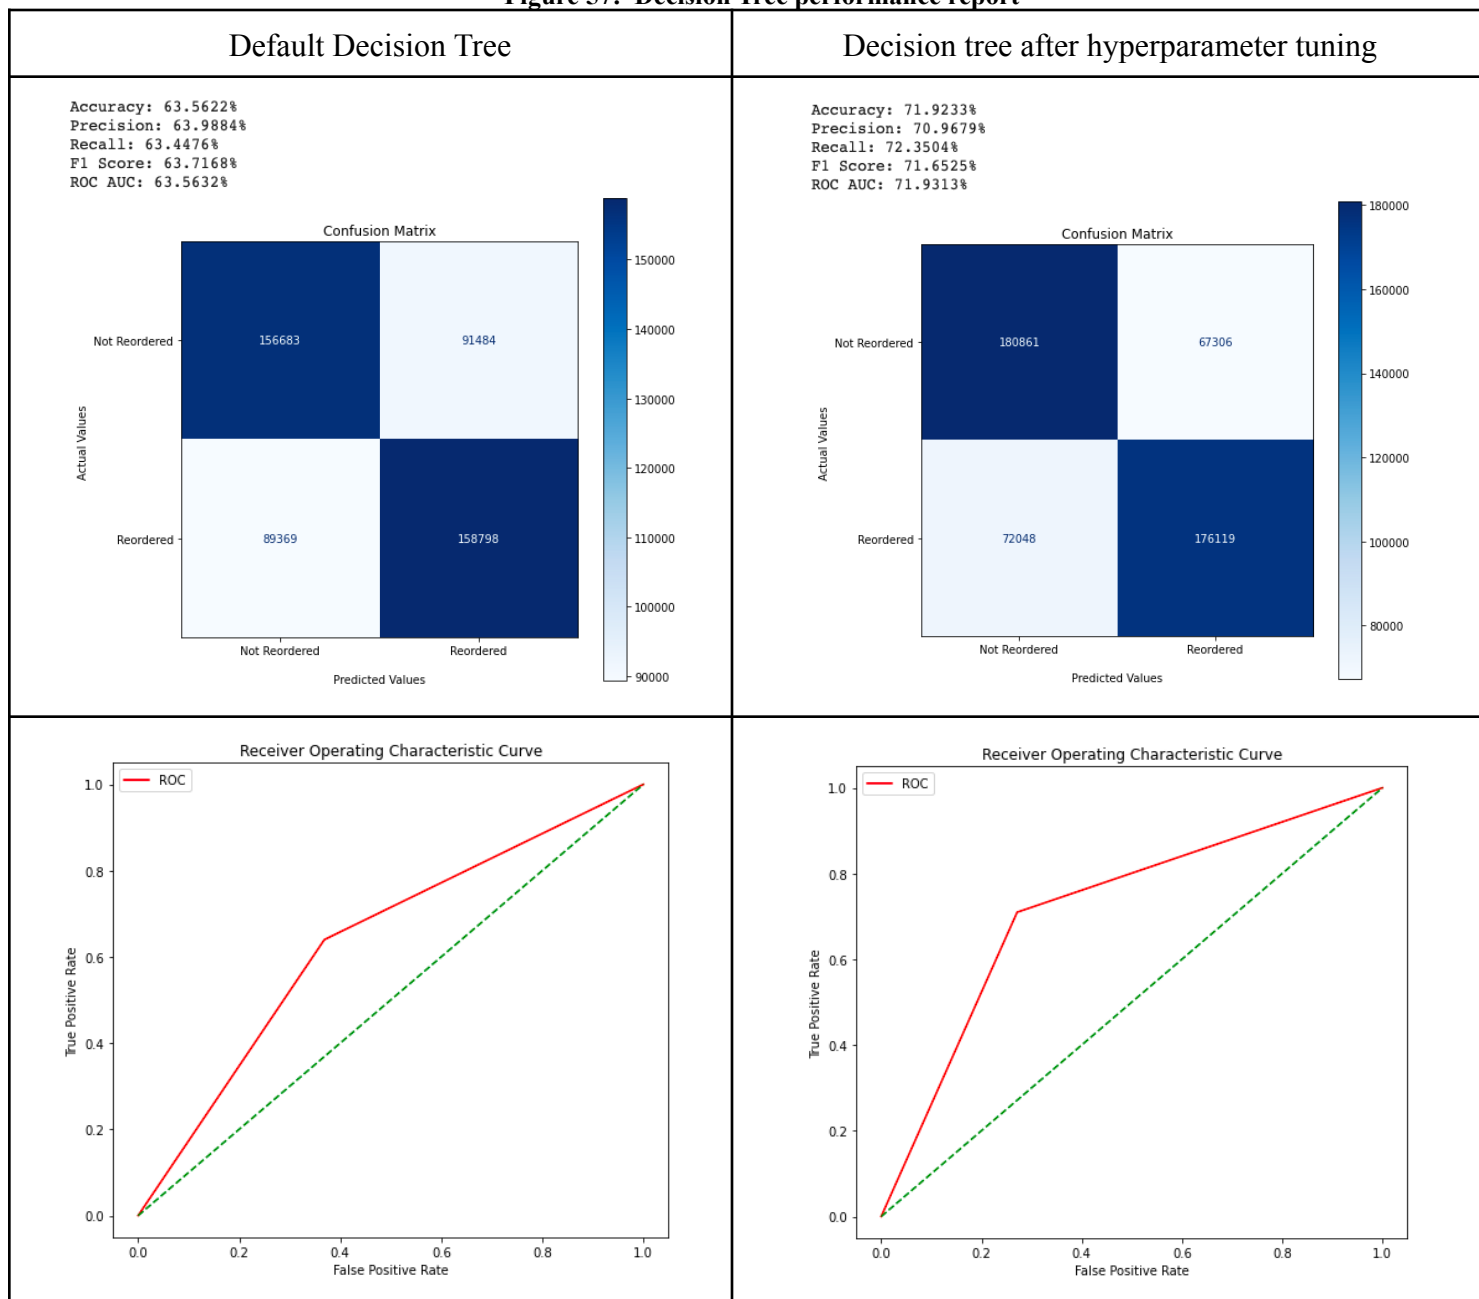 Figure 37: Decision Tree performance report
Default Decision Tree
Decision tree after hyperparameter tuning
Accuracy: 63.5622%
Precision: 63.9884%
Recall: 63.4476%
F1 Score: 63.7168%
ROC AUC: 63.5632%
Confusion Matrix
Actual Values
Not Reordered
156683
91484
Reordered
89369
158798
Not Reordered
Reordered
Predicted Values
150000
140000
130000
120000
110000
100000
90000
Accuracy: 71.9233%
Precision: 70.9679%
Recall: 72.3504%
F1 Score: 71.6525%
ROC AUC: 71.9313%
Confusion Matrix
Actual Values
Not Reordered
180861
67306
Reordered
72048
176119
Not Reordered
Reordered
Predicted Values
180000
160000
140000
120000
100000
80000
Receiver Operating Characteristic Curve
ROC
True Positive Rate
1.0
0.8
0.6
0.4
0.2
0.0
0.0
0.2
0.4
0.6
0.8
1.0
False Positive Rate
Receiver Operating Characteristic Curve
ROC
True Positive Rate
1.0
0.8
0.6
0.4
0.2
0.0
0.0
0.2
0.4
0.6
0.8
1.0
False Positive Rate